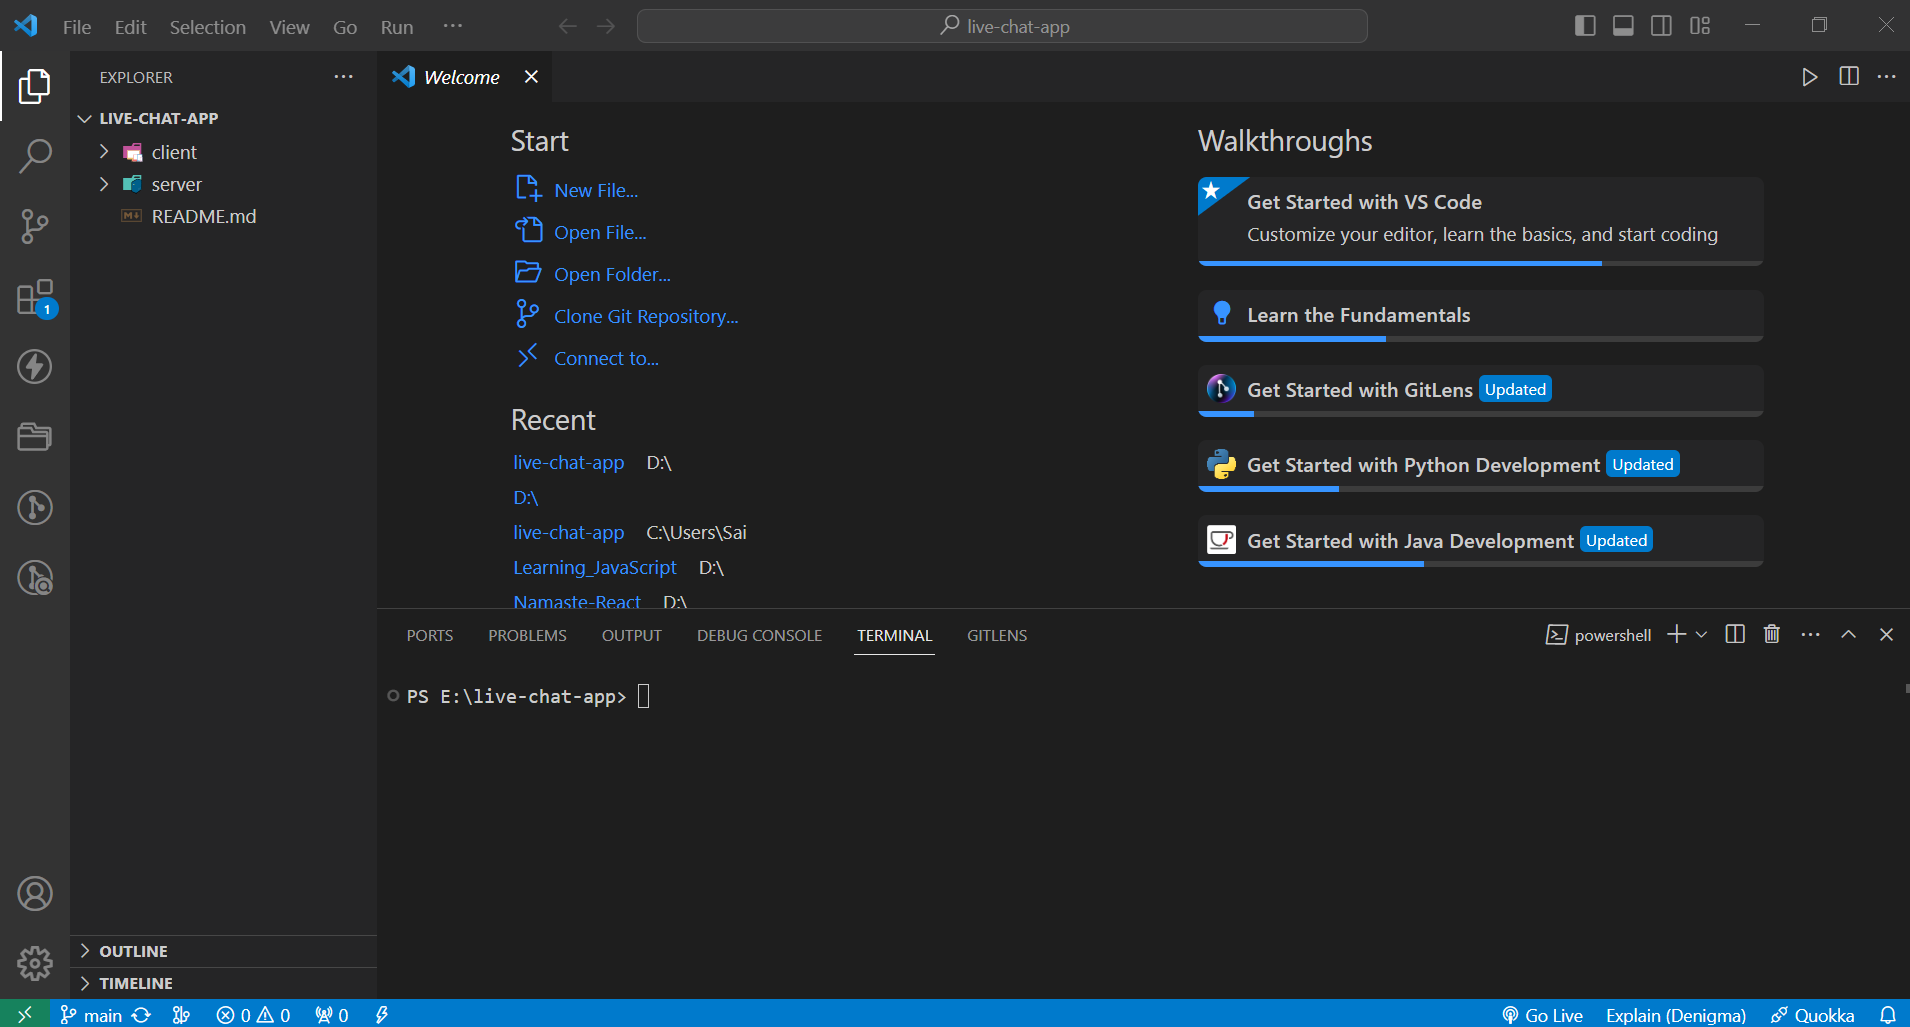 File Edit Selection View Go Run ···
live-chat-app
EXPLORER ···
LIVE-CHAT-APP
client
server
README.md
OUTLINE
TIMELINE
Welcome
Start
New File...
Open File...
Open Folder...
Clone Git Repository...
Connect to...
Recent
live-chat-app D:\
D:\
live-chat-app C:\Users\Sai
Learning_JavaScript D:\
Namaste-React D:\
Walkthroughs
Get Started with VS Code
Customize your editor, learn the basics, and start coding
Learn the Fundamentals
Get Started with GitLens Updated
Get Started with Python Development Updated
Get Started with Java Development Updated
PORTS PROBLEMS OUTPUT DEBUG CONSOLE TERMINAL GITLENS
powershell
PS E:\live-chat-app>
1
main 0 0 0
Go Live Explain (Denigma) Quokka